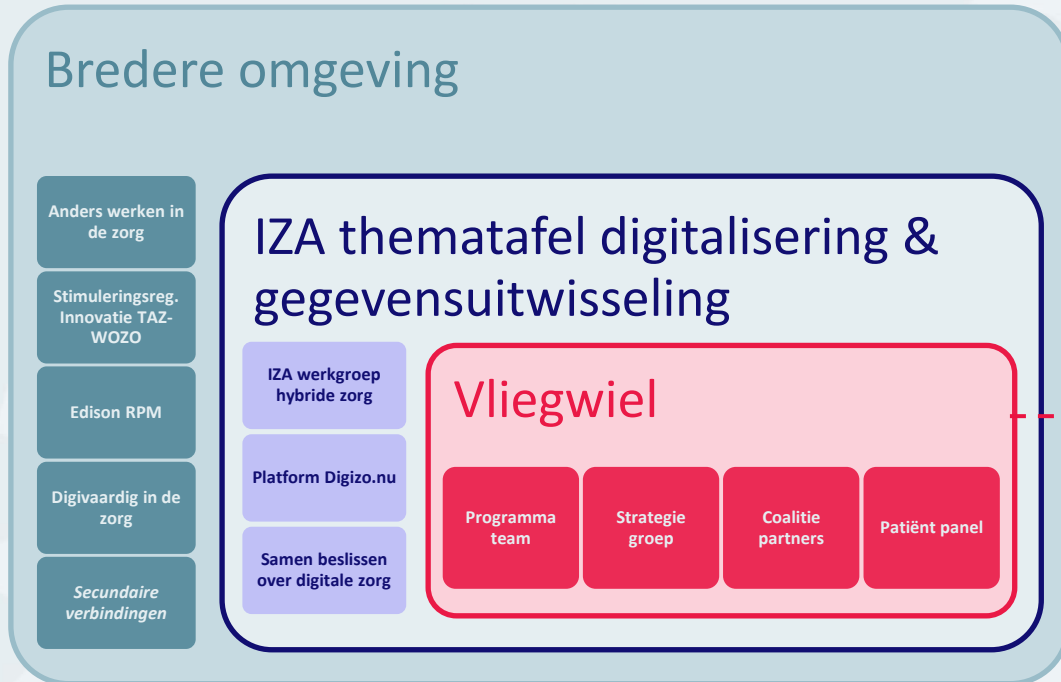 Bredere omgeving
Anders werken in
de zorg
Stimuleringsreg.
Innovatie TAZ-
WOZO
Edison RPM
Digivaardig in de
zorg
Secundaire
verbindingen
IZA thematafel digitalisering &
gegevensuitwisseling
IZA werkgroep
hybride zorg
Platform Digizo.nu
Samen beslissen
over digitale zorg
Vliegwiel
Programma
team
Strategie
groep
Coalitie
partners
Patiënt panel